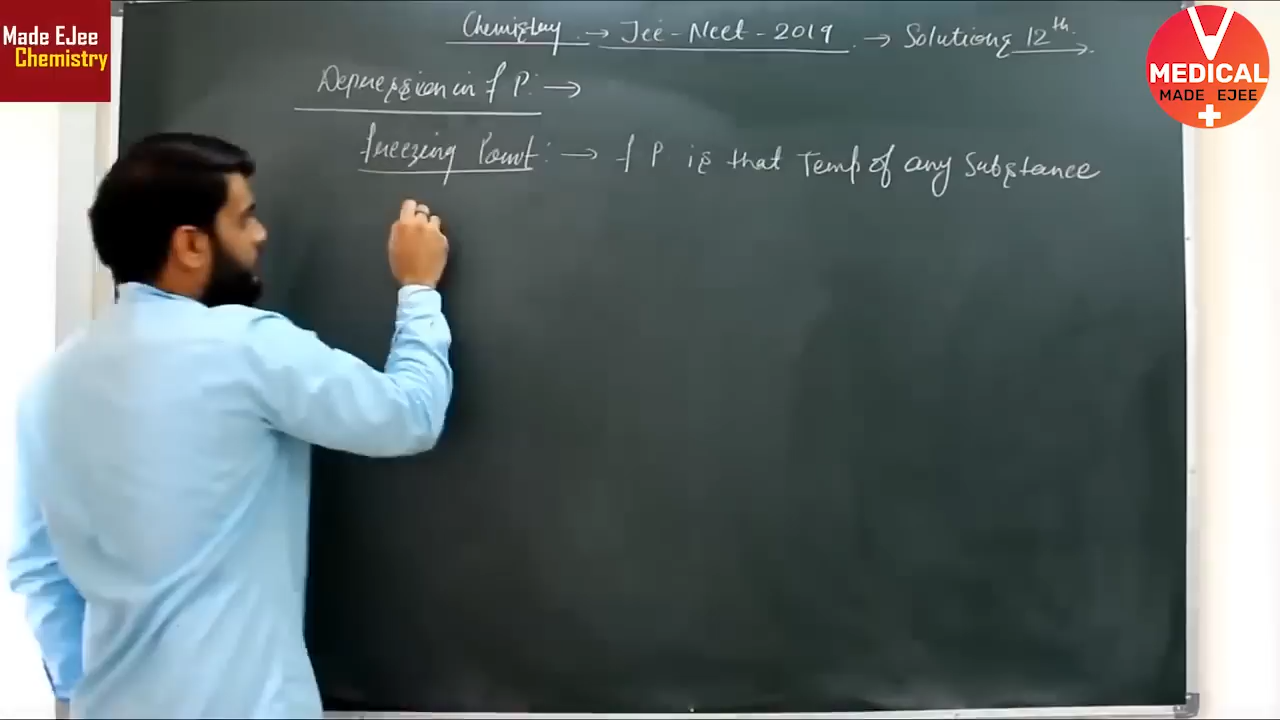 Made EJee
Chemistry
Chemistry → Jee-Neet-2019 → Solutions 12th
V
MEDICAL
MADE EJEE
Depression in f P: →
freezing Point: → f P is that Temp of any Substance